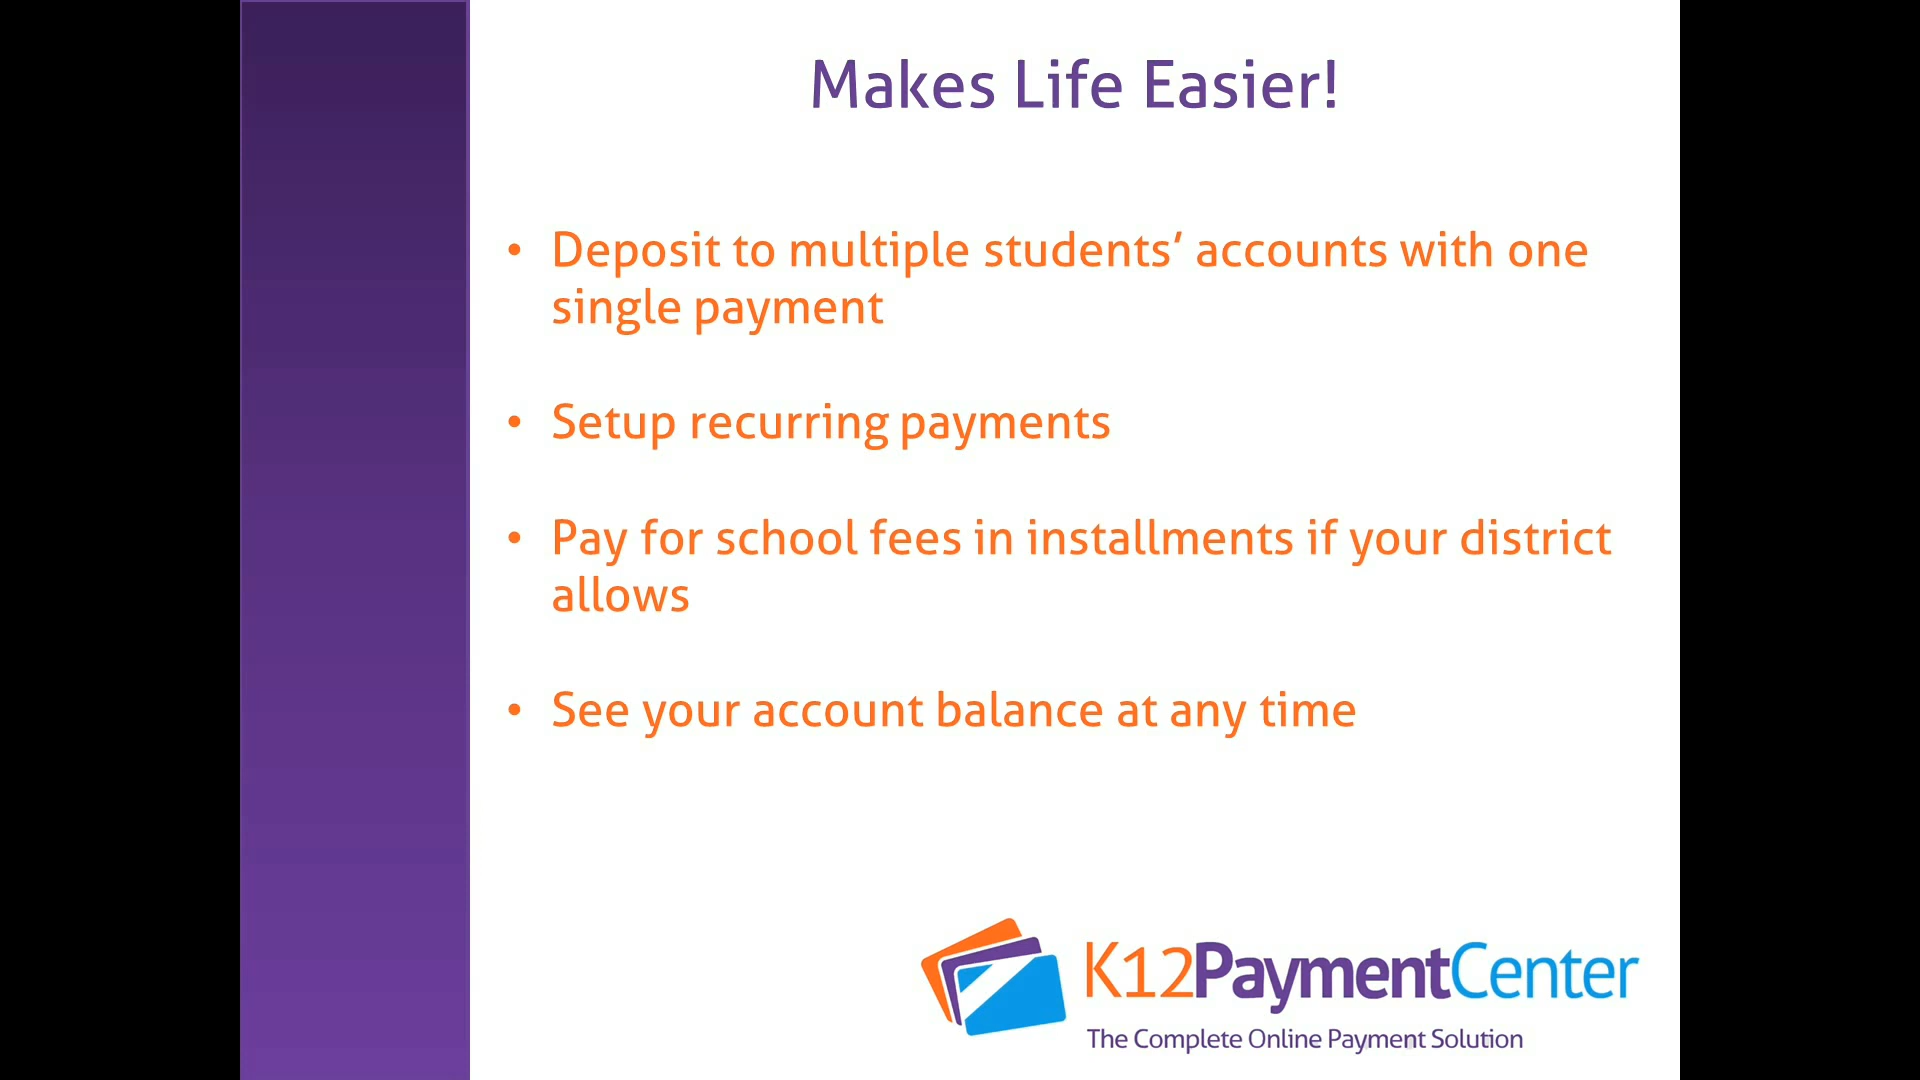 Makes Life Easier!
• Deposit to multiple students’ accounts with one
single payment
• Setup recurring payments
• Pay for school fees in installments if your district
allows
• See your account balance at any time
K12PaymentCenter
The Complete Online Payment Solution